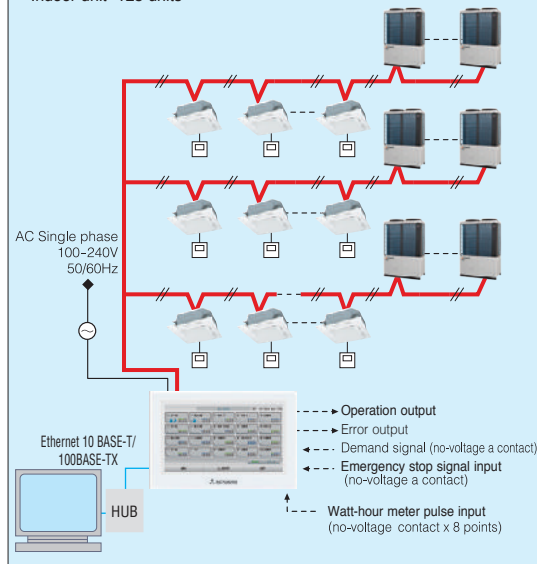 Indoor unit
AC Single phase
100-240V
50/60Hz
Ethernet 10 BASE-T/
100BASE-TX
HUB
Operation output
Error output
Demand signal (no-voltage a contact)
Emergency stop signal input
(no-voltage a contact)
Watt-hour meter pulse input
(no-voltage contact x 8 points)